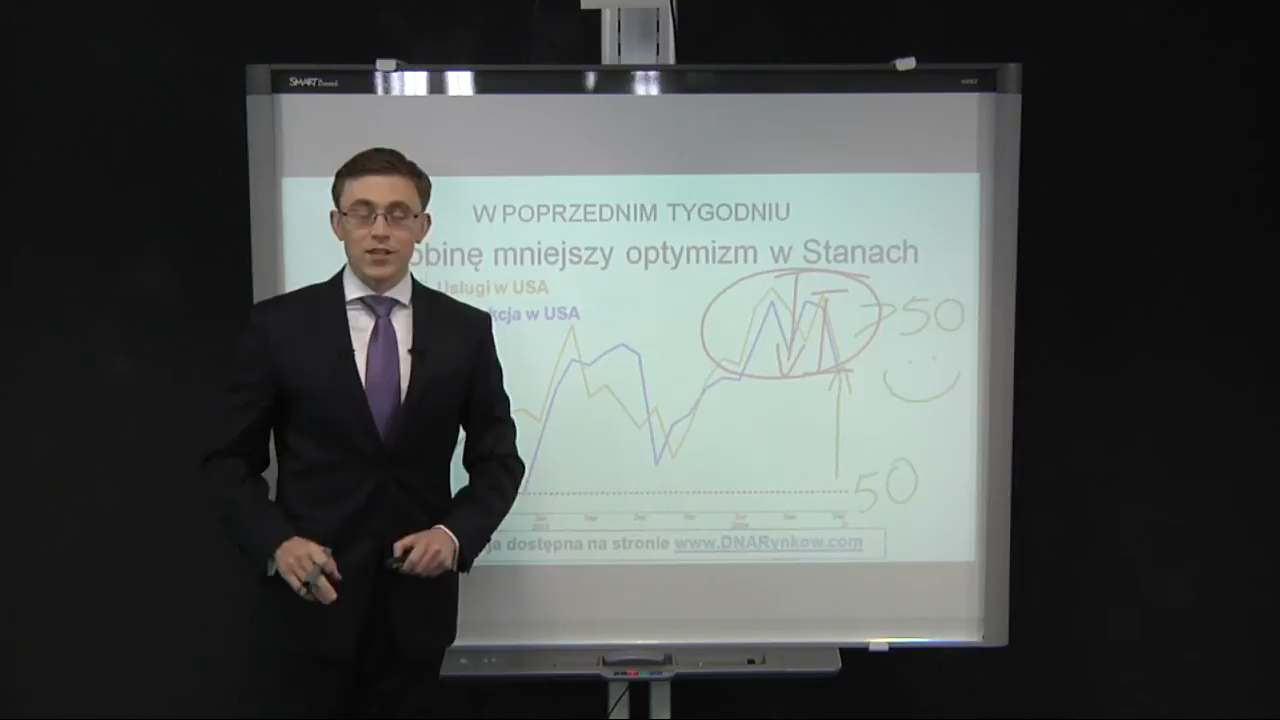 SMART Board
W POPRZEDNIM TYGODNIU
obinę mniejszy optymizm w Stanach
Usługi w USA
kcja w USA
>50
50
ja dostępna na stronie www.DNARynkow.com